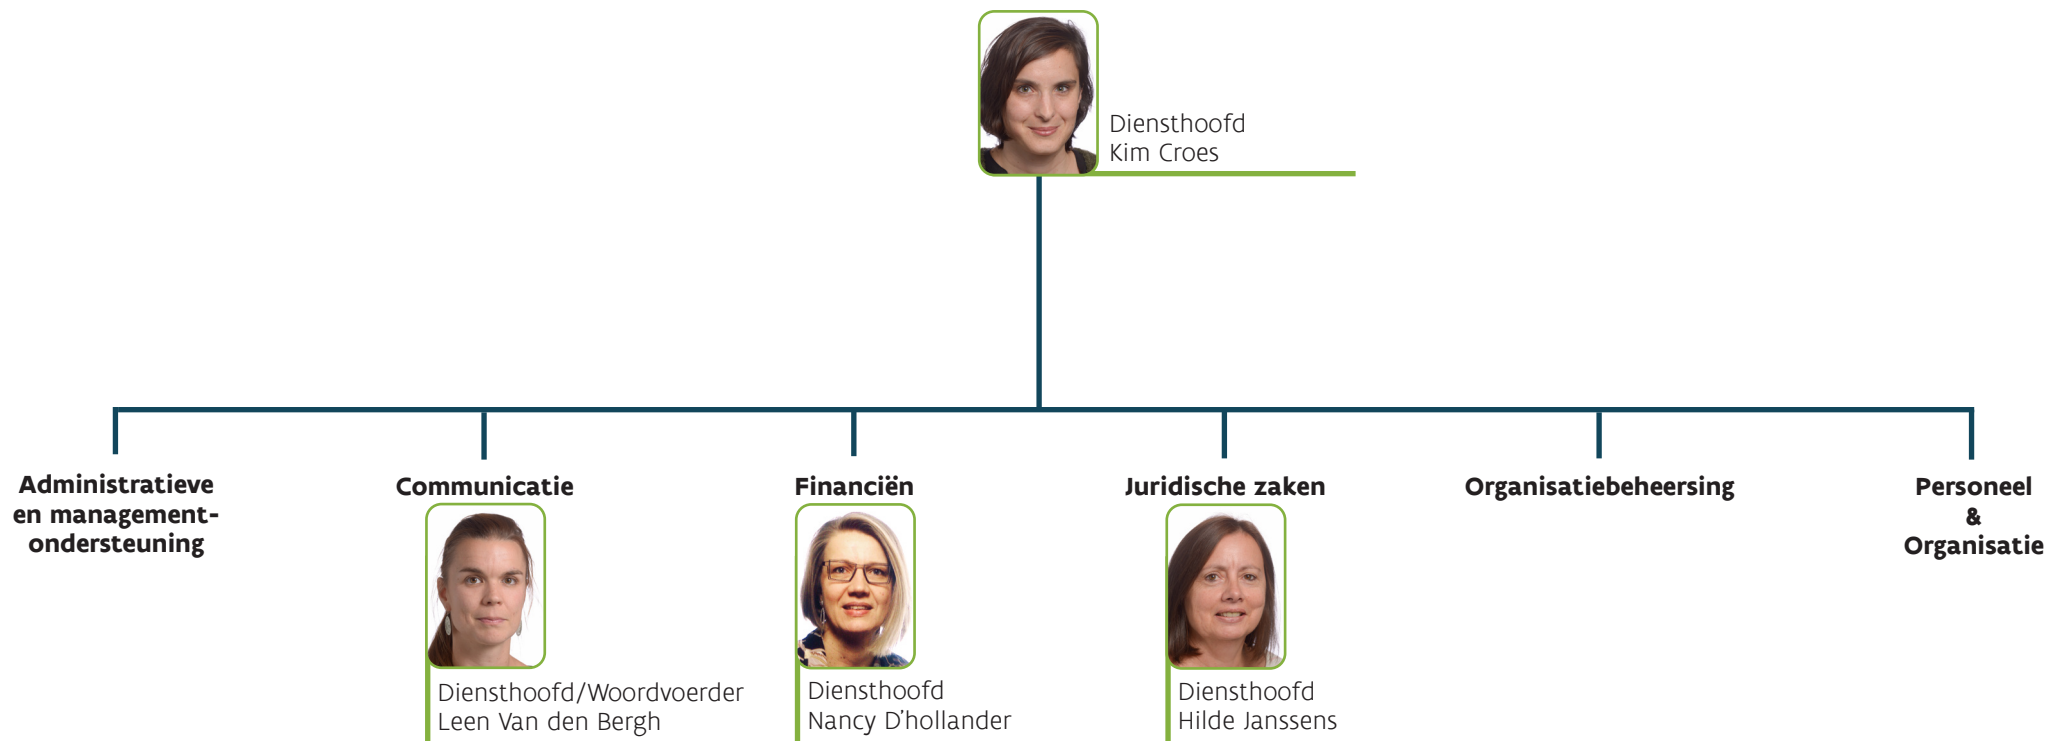 Diensthoofd
Kim Croes
Administratieve
en management-
ondersteuning
Communicatie
Diensthoofd/Woordvoerder
Leen Van den Bergh
Financiën
Diensthoofd
Nancy D’hollander
Juridische zaken
Diensthoofd
Hilde Janssens
Organisatiebeheersing
Personeel
&
Organisatie